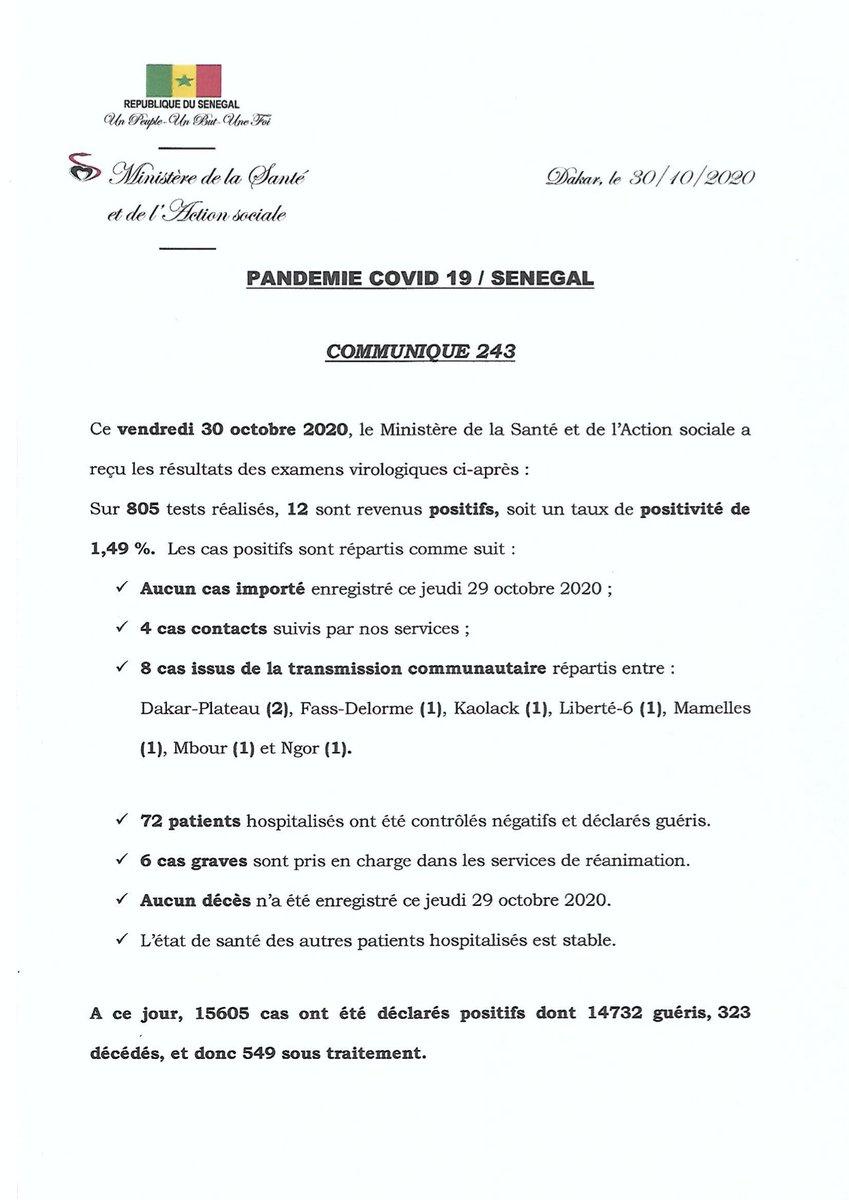 REPUBLIQUE DU SENEGAL
Un Peuple-Un But-Une Foi
Ministère de la Santé
et de l'Action sociale
Dakar, le 30/10/2020
PANDEMIE COVID 19 / SENEGAL
COMMUNIQUE 243
Ce vendredi 30 octobre 2020, le Ministère de la Santé et de l'Action sociale a
reçu les résultats des examens virologiques ci-après :
Sur 805 tests réalisés, 12 sont revenus positifs, soit un taux de positivité de
1,49 %. Les cas positifs sont répartis comme suit :
✓ Aucun cas importé enregistré ce jeudi 29 octobre 2020 ;
✓ 4 cas contacts suivis par nos services ;
✓ 8 cas issus de la transmission communautaire répartis entre :
Dakar-Plateau (2), Fass-Delorme (1), Kaolack (1), Liberté-6 (1), Mamelles
(1), Mbour (1) et Ngor (1).
✓ 72 patients hospitalisés ont été contrôlés négatifs et déclarés guéris.
✓ 6 cas graves sont pris en charge dans les services de réanimation.
✓ Aucun décès n'a été enregistré ce jeudi 29 octobre 2020.
✓ L'état de santé des autres patients hospitalisés est stable.
A ce jour, 15605 cas ont été déclarés positifs dont 14732 guéris, 323
décédés, et donc 549 sous traitement.